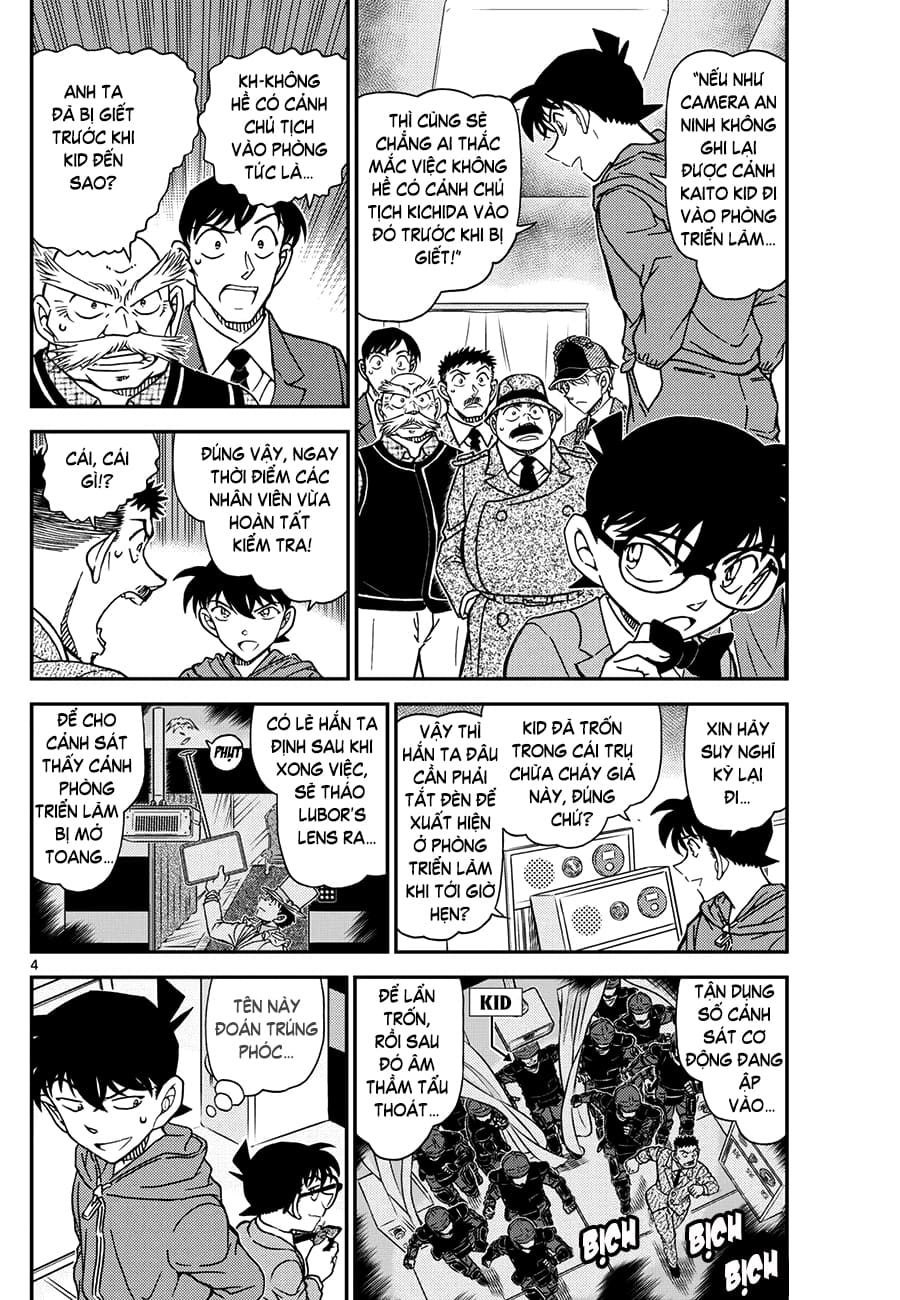 "NẾU NHƯ
CAMERA AN
NINH KHÔNG
GHI LẠI
ĐƯỢC CẢNH
KAITO KID ĐI
VÀO PHÒNG
TRIỂN LÃM...
THÌ CŨNG SẼ
CHẲNG AI THẮC
MẮC VIỆC KHÔNG
HỀ CÓ CẢNH CHỦ
TỊCH KICHIDA VÀO
ĐÓ TRƯỚC KHI BỊ
GIẾT!"
KH-KHÔNG
HỀ CÓ CẢNH
CHỦ TỊCH
VÀO PHÒNG
TỨC LÀ...
ANH TA
ĐÃ BỊ GIẾT
TRƯỚC KHI
KID ĐẾN
SAO?
ĐÚNG VẬY, NGAY
THỜI ĐIỂM CÁC
NHÂN VIÊN VỪA
HOÀN TẤT
KIỂM TRA!
CÁI, CÁI
GÌ!?
XIN HÃY
SUY NGHĨ
KỸ LẠI
ĐI...
KID ĐÃ TRỐN
TRONG CÁI TRỤ
CHỮA CHÁY GIẢ
NÀY, ĐÚNG
CHỨ?
VẬY THÌ
HẮN TA ĐÂU
CẦN PHẢI
TẮT ĐÈN ĐỂ
XUẤT HIỆN
Ở PHÒNG
TRIỂN LÃM
KHI TỚI GIỜ
HẸN?
CÓ LẼ HẮN TA
ĐỊNH SAU KHI
XONG VIỆC,
SẼ THÁO
LUBOR'S
LENS RA...
PHỤT
ĐỂ CHO
CẢNH SÁT
THẤY CẢNH
PHÒNG
TRIỂN LÃM
BỊ MỞ
TOANG...
4
TẬN DỤNG
SỐ CẢNH
SÁT CƠ
ĐỘNG ĐANG
ẬP
VÀO...
KID
ĐỂ LẨN
TRỐN,
RỒI SAU
ĐÓ ÂM
THẦM TẨU
THOÁT...
BỊCH
BỊCH
BỊCH
TÊN NÀY
ĐOÁN TRÚNG
PHÓC...